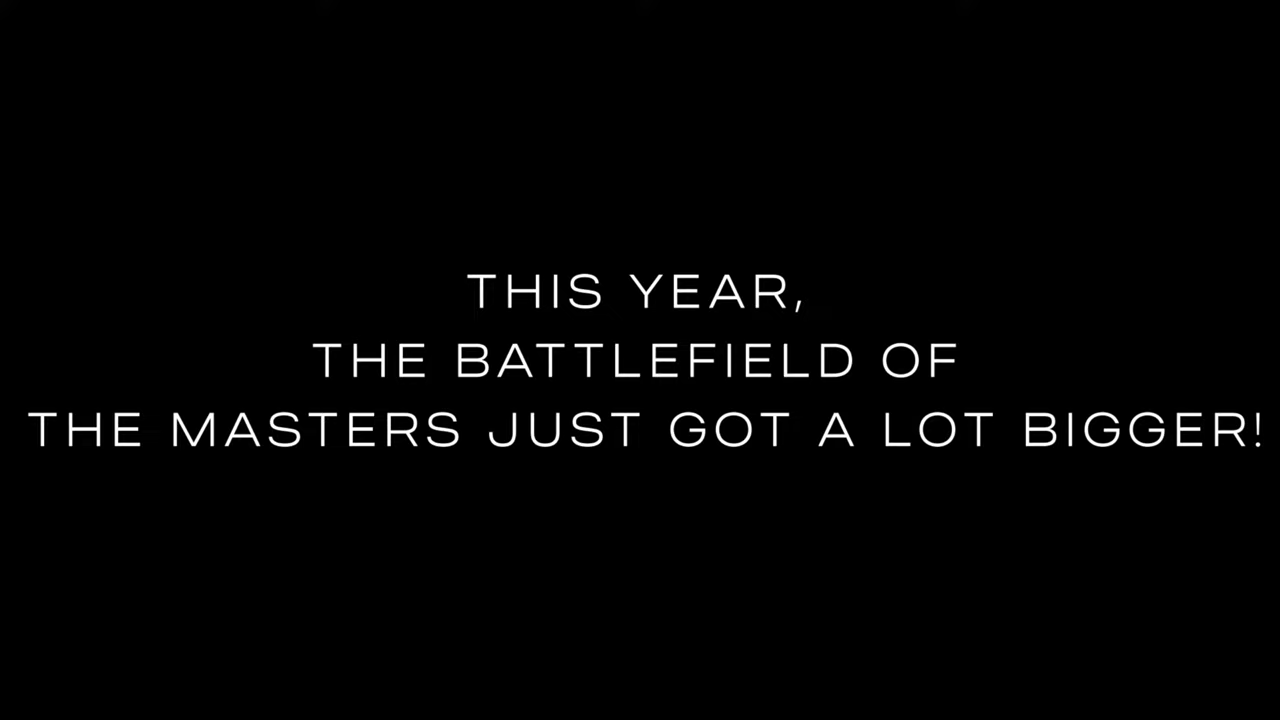 THIS YEAR,
THE BATTLEFIELD OF
THE MASTERS JUST GOT A LOT BIGGER!